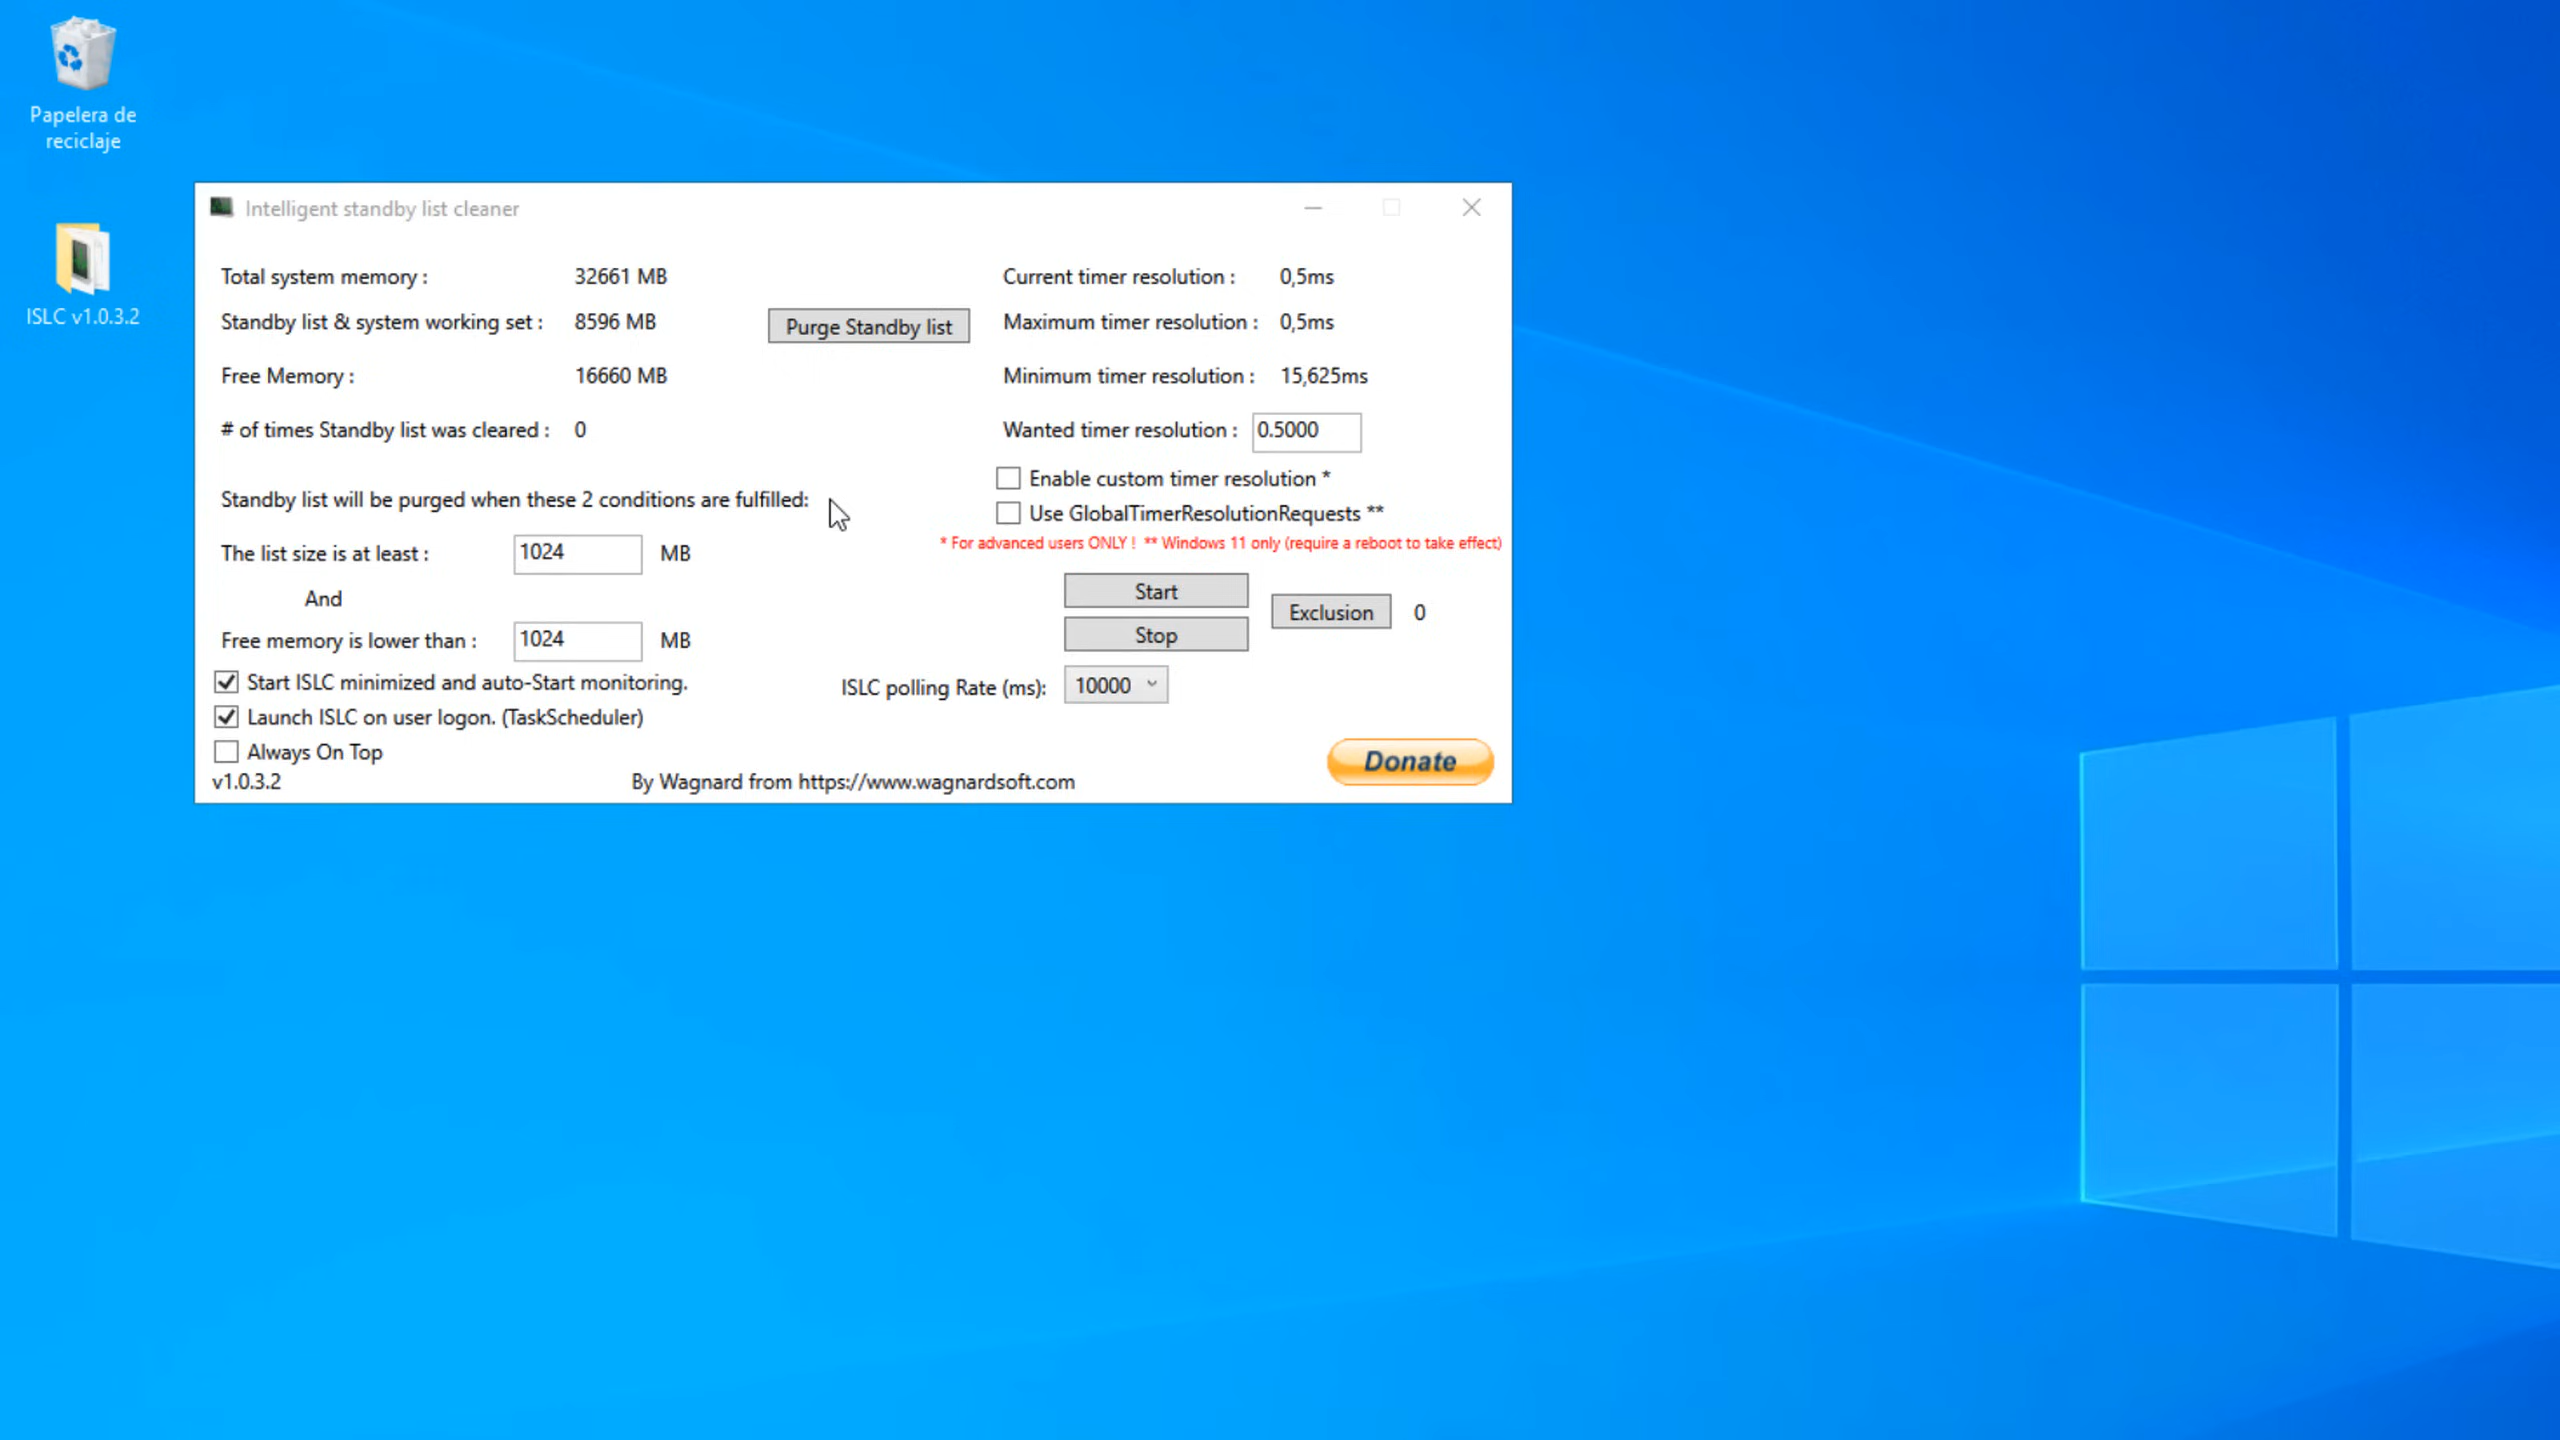 Papelera de
reciclaje
ISLC v1.0.3.2
Intelligent standby list cleaner
Total system memory : 32661 MB
Standby list & system working set : 8596 MB
Purge Standby list
Free Memory : 16660 MB
# of times Standby list was cleared : 0
Standby list will be purged when these 2 conditions are fulfilled:
The list size is at least : 1024 MB
And
Free memory is lower than : 1024 MB
Start ISLC minimized and auto-Start monitoring.
Launch ISLC on user logon. (TaskScheduler)
Always On Top
v1.0.3.2
Current timer resolution : 0,5ms
Maximum timer resolution : 0,5ms
Minimum timer resolution : 15,625ms
Wanted timer resolution : 0.5000
Enable custom timer resolution *
Use GlobalTimerResolutionRequests **
* For advanced users ONLY ! ** Windows 11 only (require a reboot to take effect)
Start
Stop
Exclusion 0
ISLC polling Rate (ms): 10000
Donate
By Wagnard from https://www.wagnardsoft.com